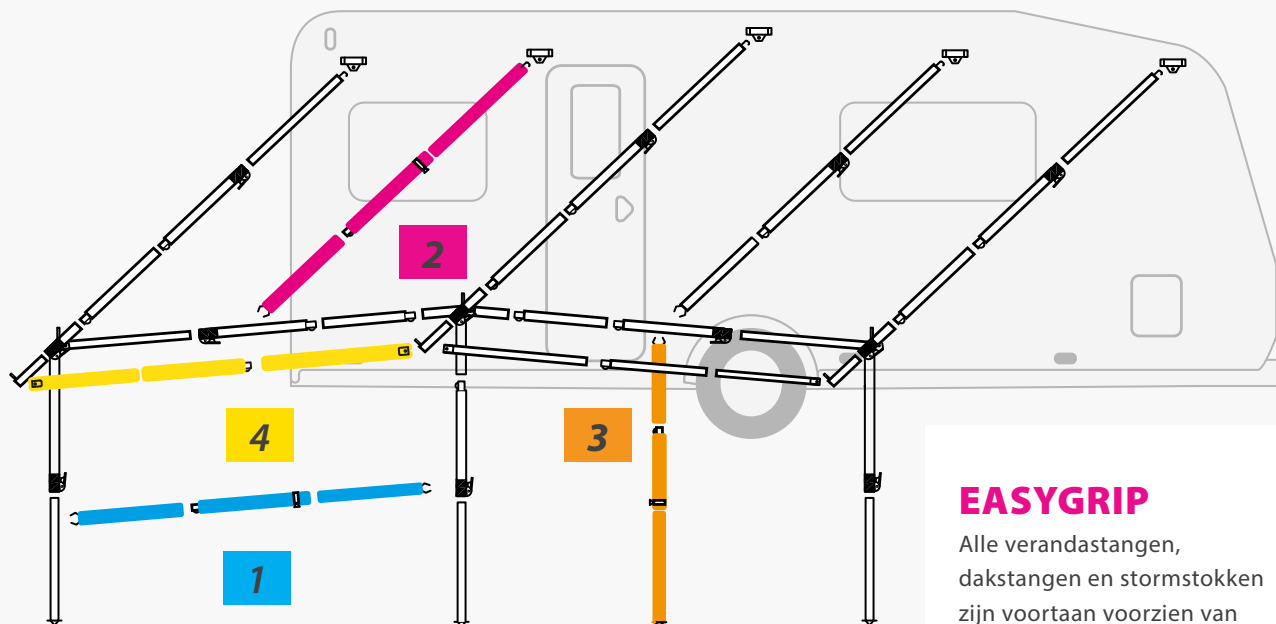 2
4
3
1
EASYGRIP
Alle verandastangen,
dakstangen en stormstokken
zijn voortaan voorzien van